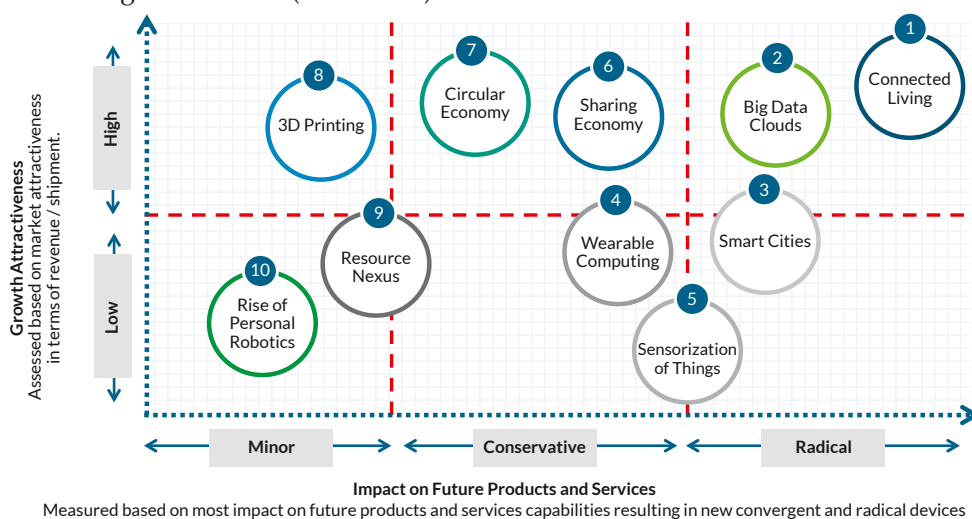 1
Connected
Living
2
Big Data
Clouds
3
Smart Cities
4
Wearable
Computing
5
Sensorization
of Things
6
Sharing
Economy
7
Circular
Economy
8
3D Printing
9
Resource
Nexus
10
Rise of
Personal
Robotics
Growth Attractiveness
Assessed based on market attractiveness
in terms of revenue / shipment.
High
Low
Minor
Conservative
Radical
Impact on Future Products and Services
Measured based on most impact on future products and services capabilities resulting in new convergent and radical devices